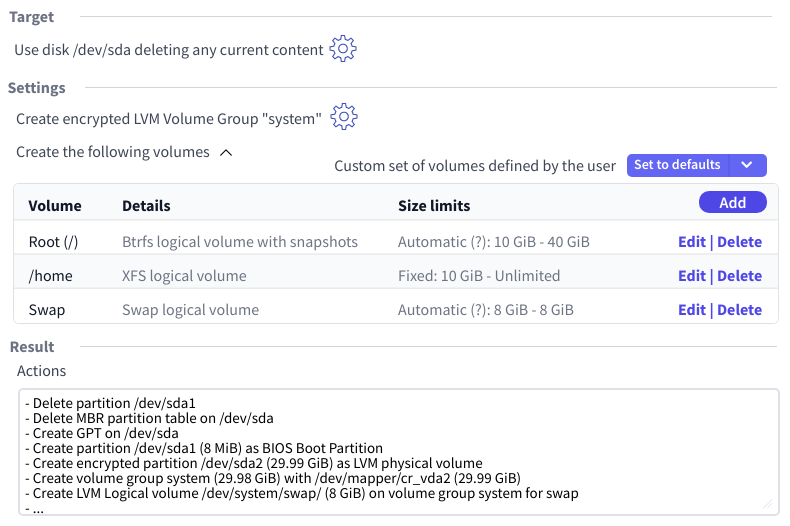 Target
Use disk /dev/sda deleting any current content
Settings
Create encrypted LVM Volume Group "system"
Create the following volumes
Custom set of volumes defined by the user Set to defaults
Volume Details Size limits Add
Root (/) Btrfs logical volume with snapshots Automatic (?): 10 GiB - 40 GiB Edit | Delete
/home XFS logical volume Fixed: 10 GiB - Unlimited Edit | Delete
Swap Swap logical volume Automatic (?): 8 GiB - 8 GiB Edit | Delete
Result
Actions
- Delete partition /dev/sda1
- Delete MBR partition table on /dev/sda
- Create GPT on /dev/sda
- Create partition /dev/sda1 (8 MiB) as BIOS Boot Partition
- Create encrypted partition /dev/sda2 (29.99 GiB) as LVM physical volume
- Create volume group system (29.98 GiB) with /dev/mapper/cr_vda2 (29.99 GiB)
- Create LVM Logical volume /dev/system/swap/ (8 GiB) on volume group system for swap
- ...